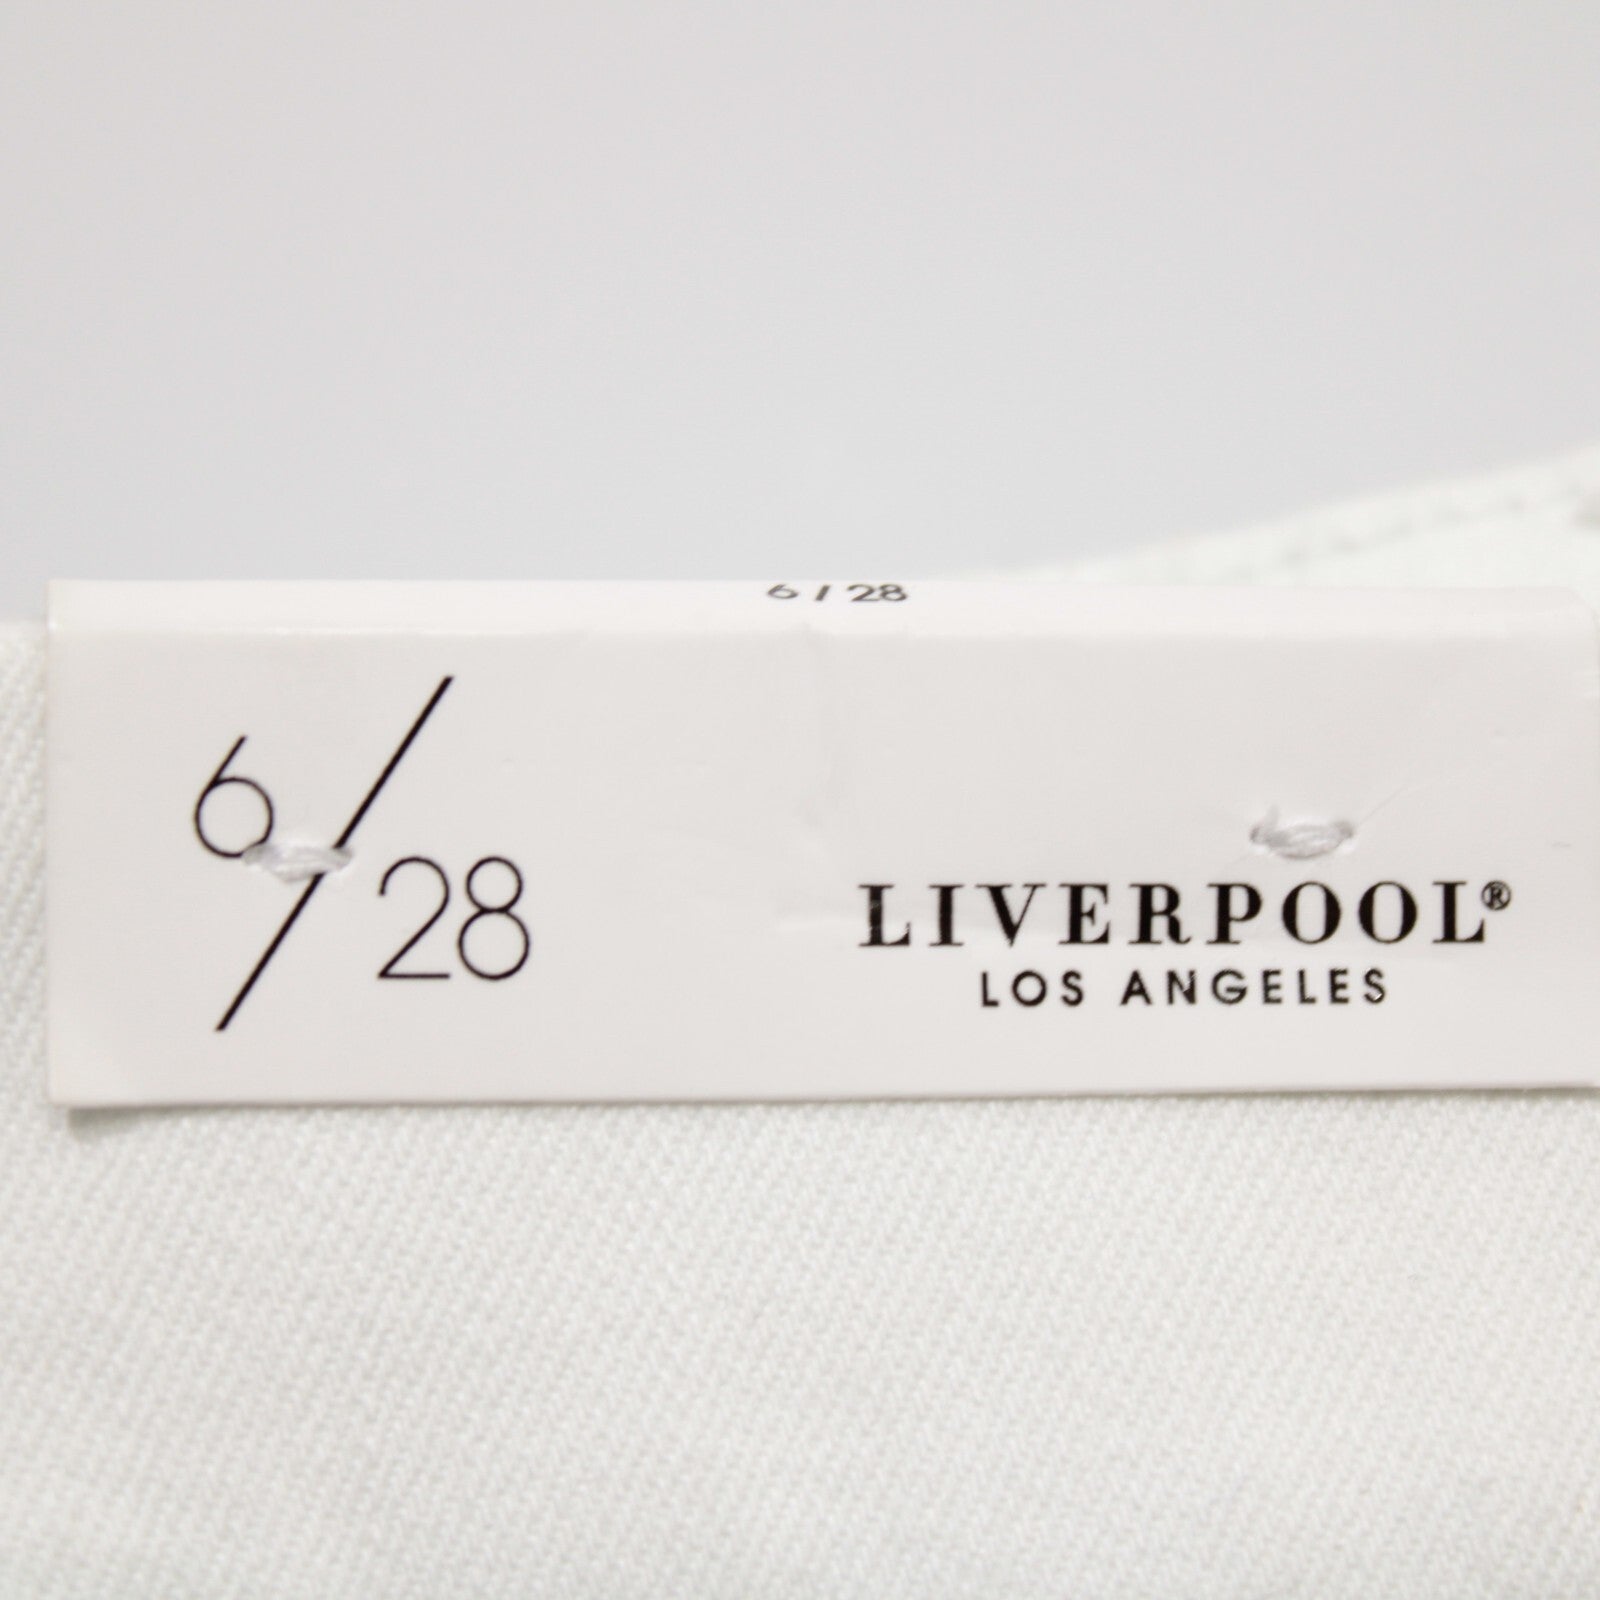 6 / 28
6/28
LIVERPOOL®
LOS ANGELES